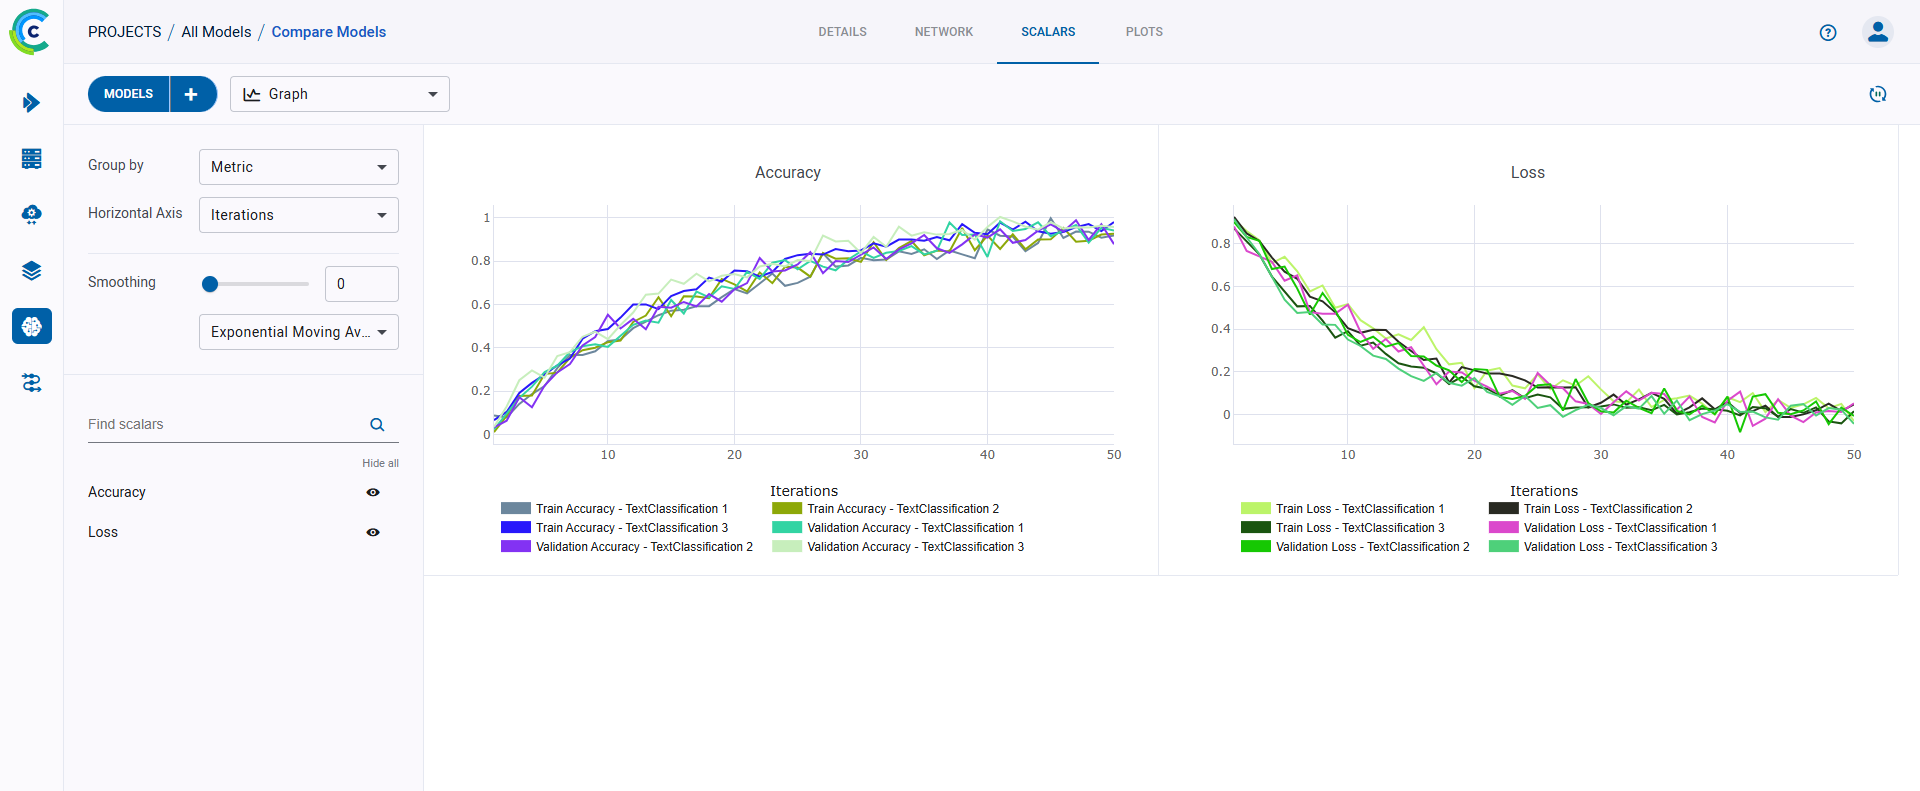 PROJECTS / All Models / Compare Models
DETAILS NETWORK SCALARS PLOTS
MODELS + Graph
Group by Metric
Horizontal Axis Iterations
Smoothing 0
Exponential Moving Av...
Find scalars
Hide all
Accuracy
Loss
Accuracy
1
0.8
0.6
0.4
0.2
0
10 20 30 40 50
Iterations
Train Accuracy - TextClassification 1 Train Accuracy - TextClassification 2
Train Accuracy - TextClassification 3 Validation Accuracy - TextClassification 1
Validation Accuracy - TextClassification 2 Validation Accuracy - TextClassification 3
Loss
0.8
0.6
0.4
0.2
0
10 20 30 40 50
Iterations
Train Loss - TextClassification 1 Train Loss - TextClassification 2
Train Loss - TextClassification 3 Validation Loss - TextClassification 1
Validation Loss - TextClassification 2 Validation Loss - TextClassification 3